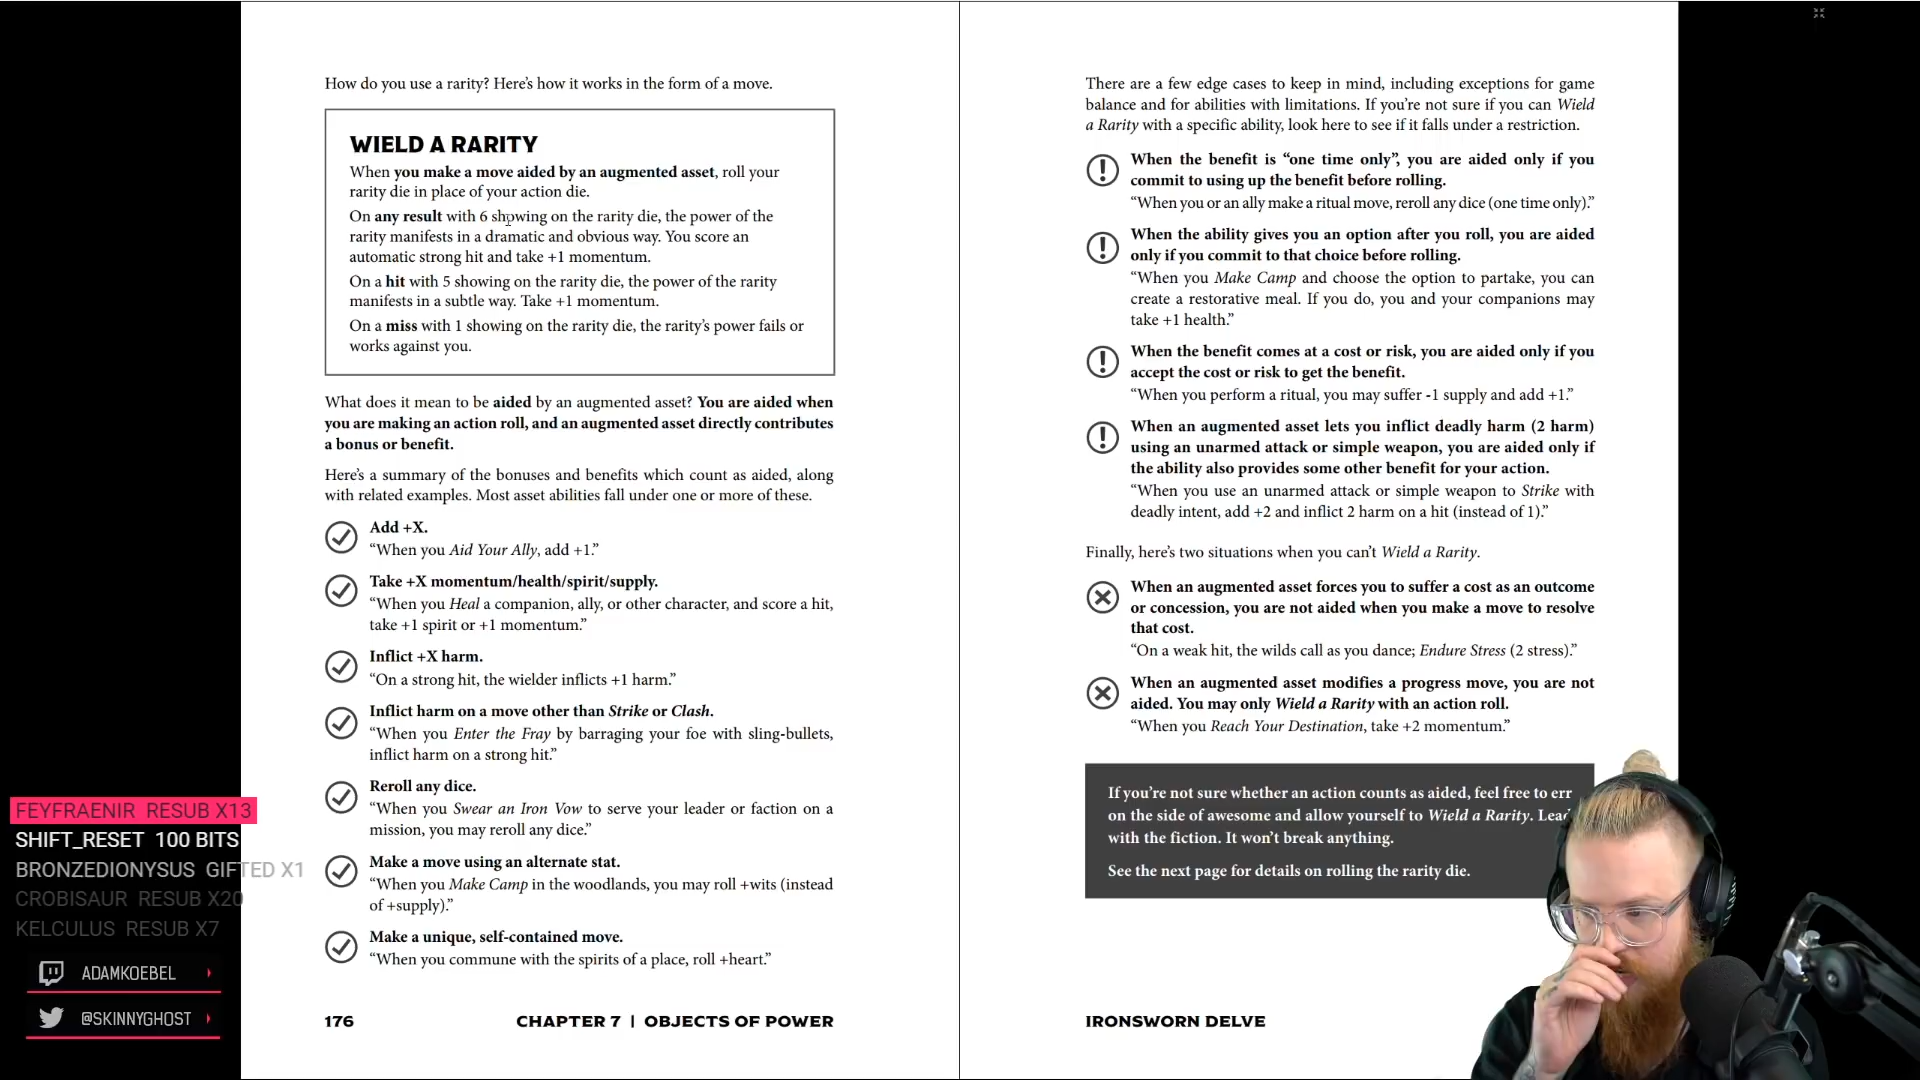 How do you use a rarity? Here's how it works in the form of a move.
WIELD A RARITY
When you make a move aided by an augmented asset, roll your
rarity die in place of your action die.
On any result with 6 showing on the rarity die, the power of the
rarity manifests in a dramatic and obvious way. You score an
automatic strong hit and take +1 momentum.
On a hit with 5 showing on the rarity die, the power of the rarity
manifests in a subtle way. Take +1 momentum.
On a miss with 1 showing on the rarity die, the rarity's power fails or
works against you.
What does it mean to be aided by an augmented asset? You are aided when
you are making an action roll, and an augmented asset directly contributes
a bonus or benefit.
Here's a summary of the bonuses and benefits which count as aided, along
with related examples. Most asset abilities fall under one or more of these.
Add +X.
“When you Aid Your Ally, add +1.”
Take +X momentum/health/spirit/supply.
“When you Heal a companion, ally, or other character, and score a hit,
take +1 spirit or +1 momentum.”
Inflict +X harm.
“On a strong hit, the wielder inflicts +1 harm.”
Inflict harm on a move other than Strike or Clash.
“When you Enter the Fray by barraging your foe with sling-bullets,
inflict harm on a strong hit.”
Reroll any dice.
“When you Swear an Iron Vow to serve your leader or faction on a
mission, you may reroll any dice.”
Make a move using an alternate stat.
“When you Make Camp in the woodlands, you may roll +wits (instead
of +supply).”
Make a unique, self-contained move.
“When you commune with the spirits of a place, roll +heart.”
176
CHAPTER 7 | OBJECTS OF POWER
There are a few edge cases to keep in mind, including exceptions for game
balance and for abilities with limitations. If you're not sure if you can Wield
a Rarity with a specific ability, look here to see if it falls under a restriction.
When the benefit is “one time only”, you are aided only if you
commit to using up the benefit before rolling.
“When you or an ally make a ritual move, reroll any dice (one time only).”
When the ability gives you an option after you roll, you are aided
only if you commit to that choice before rolling.
“When you Make Camp and choose the option to partake, you can
create a restorative meal. If you do, you and your companions may
take +1 health.”
When the benefit comes at a cost or risk, you are aided only if you
accept the cost or risk to get the benefit.
“When you perform a ritual, you may suffer -1 supply and add +1.”
When an augmented asset lets you inflict deadly harm (2 harm)
using an unarmed attack or simple weapon, you are aided only if
the ability also provides some other benefit for your action.
“When you use an unarmed attack or simple weapon to Strike with
deadly intent, add +2 and inflict 2 harm on a hit (instead of 1).”
Finally, here's two situations when you can't Wield a Rarity.
When an augmented asset forces you to suffer a cost as an outcome
or concession, you are not aided when you make a move to resolve
that cost.
“On a weak hit, the wilds call as you dance; Endure Stress (2 stress).”
When an augmented asset modifies a progress move, you are not
aided. You may only Wield a Rarity with an action roll.
“When you Reach Your Destination, take +2 momentum.”
If you're not sure whether an action counts as aided, feel free to err
on the side of awesome and allow yourself to Wield a Rarity. Lead
with the fiction. It won't break anything.
See the next page for details on rolling the rarity die.
IRONSWORN DELVE
FEYFRAENIR RESUB X13
SHIFT_RESET 100 BITS
BRONZEDIONYSUS GIFTED X1
CROBISAUR RESUB X20
KELCULUS RESUB X7
ADAMKOEBEL
@SKINNYGHOST